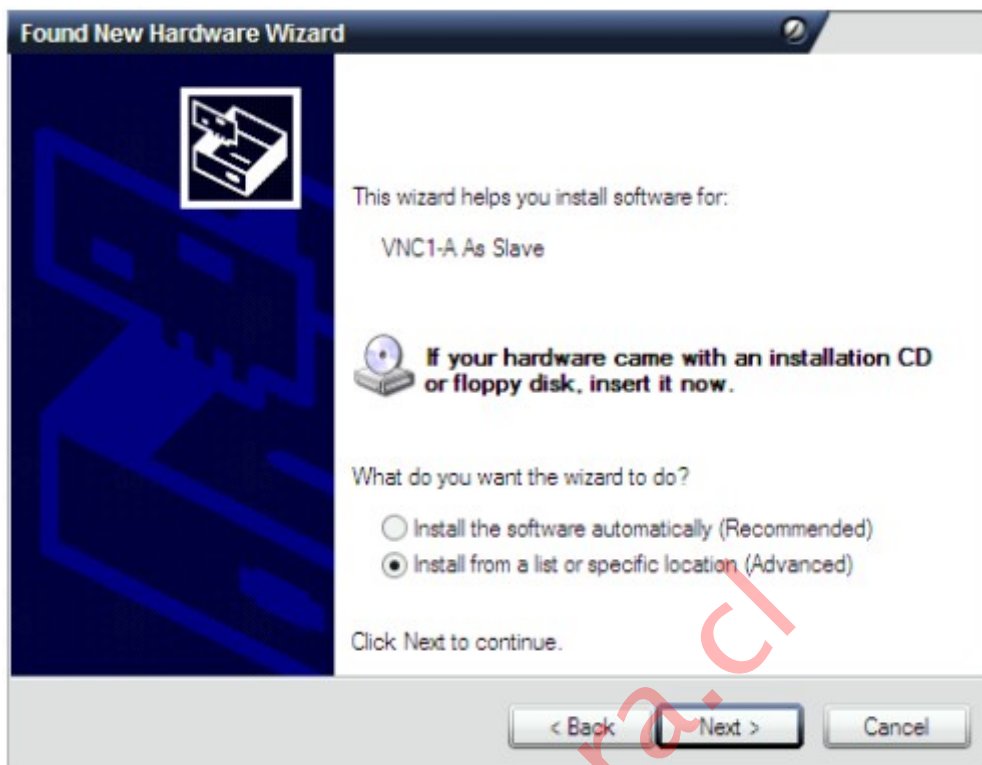 Found New Hardware Wizard
This wizard helps you install software for:
VNC1-A As Slave
If your hardware came with an installation CD
or floppy disk, insert it now.
What do you want the wizard to do?
Install the software automatically (Recommended)
Install from a list or specific location (Advanced)
Click Next to continue.
< Back Next > Cancel
ra.cl